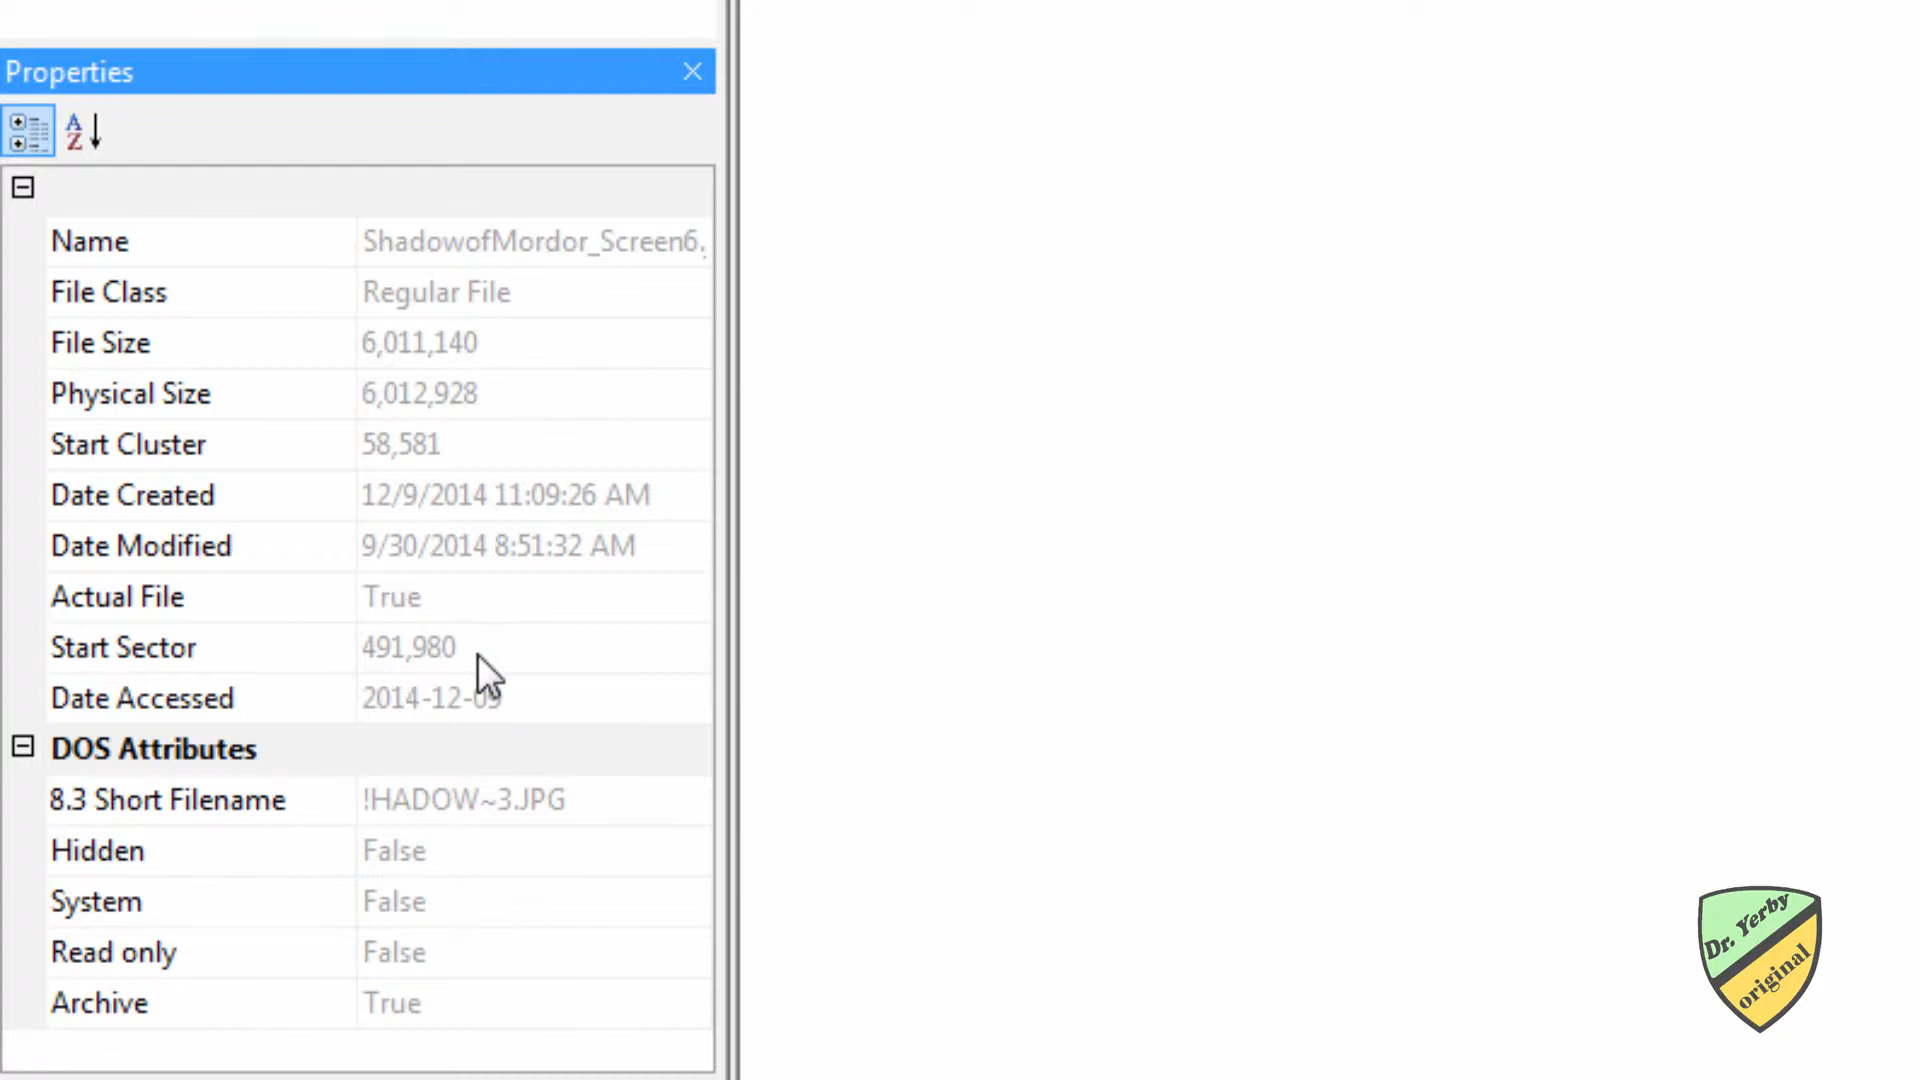 Properties
Name ShadowofMordor_Screen6.
File Class Regular File
File Size 6,011,140
Physical Size 6,012,928
Start Cluster 58,581
Date Created 12/9/2014 11:09:26 AM
Date Modified 9/30/2014 8:51:32 AM
Actual File True
Start Sector 491,980
Date Accessed 2014-12-09
DOS Attributes
8.3 Short Filename !HADOW~3.JPG
Hidden False
System False
Read only False
Archive True
Dr. Yerby
original